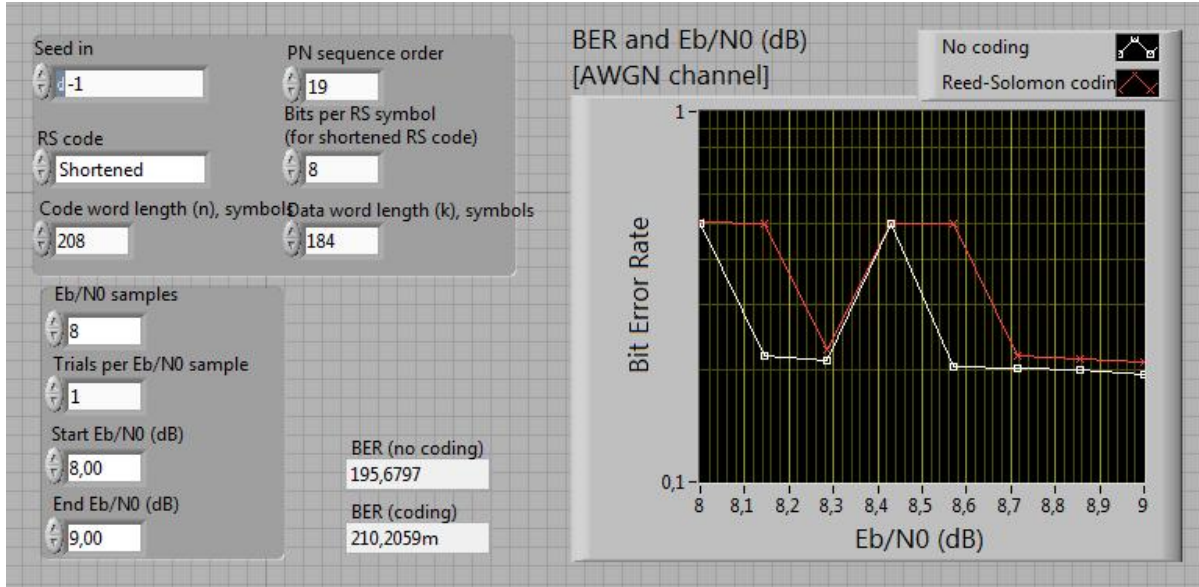 Seed in
d -1
PN sequence order
19
RS code
Shortened
Bits per RS symbol
(for shortened RS code)
8
Code word length (n), symbols
208
Data word length (k), symbols
184
Eb/N0 samples
8
Trials per Eb/N0 sample
1
Start Eb/N0 (dB)
8,00
End Eb/N0 (dB)
9,00
BER (no coding)
195,6797
BER (coding)
210,2059m
BER and Eb/N0 (dB)
[AWGN channel]
No coding
Reed-Solomon codin
Bit Error Rate
1
0,1
8 8,1 8,2 8,3 8,4 8,5 8,6 8,7 8,8 8,9 9
Eb/N0 (dB)